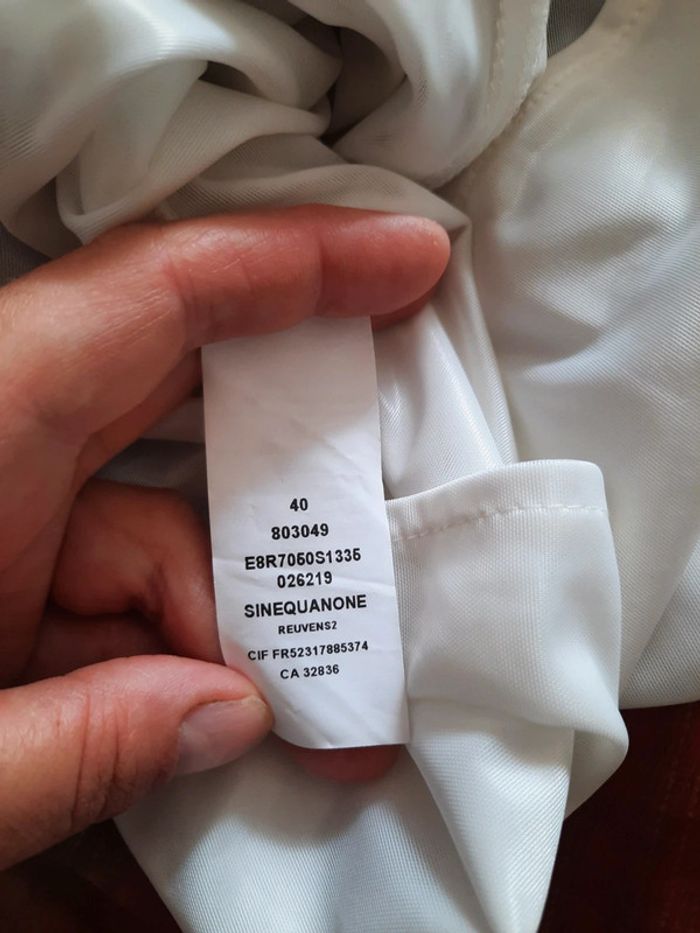 40
803049
E8R7050S1335
026219
SINEQUANONE
REUVENS2
CIF FR52317885374
CA 32836